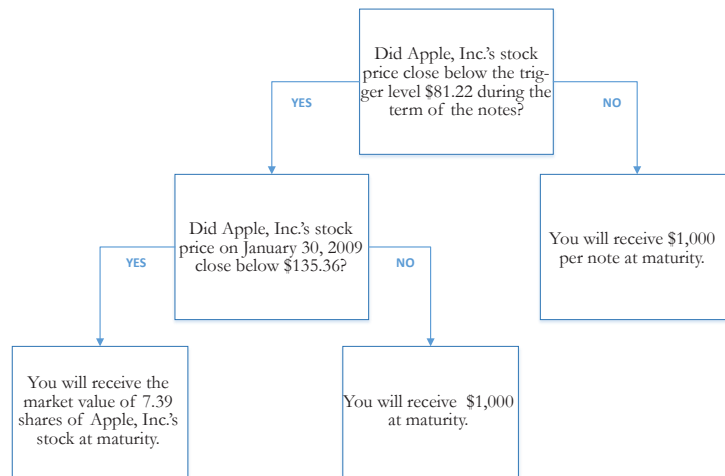 Did Apple, Inc.'s stock
price close below the trig-
ger level $81.22 during the
term of the notes?
YES
NO
Did Apple, Inc.'s stock
price on January 30, 2009
close below $135.36?
You will receive $1,000
per note at maturity.
YES
NO
You will receive the
market value of 7.39
shares of Apple, Inc.'s
stock at maturity.
You will receive $1,000
at maturity.